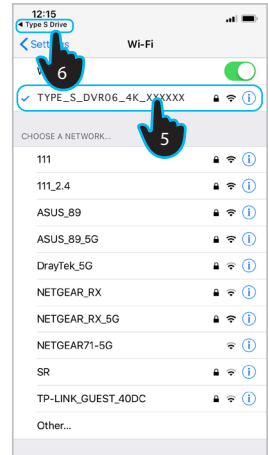 12:15
Type S Drive
Settings Wi-Fi
6
TYPE_S_DVR06_4K_XXXXXX
5
CHOOSE A NETWORK...
111
111_2.4
ASUS_89
ASUS_89_5G
DrayTek_5G
NETGEAR_RX
NETGEAR_RX_5G
NETGEAR71-5G
SR
TP-LINK_GUEST_40DC
Other...